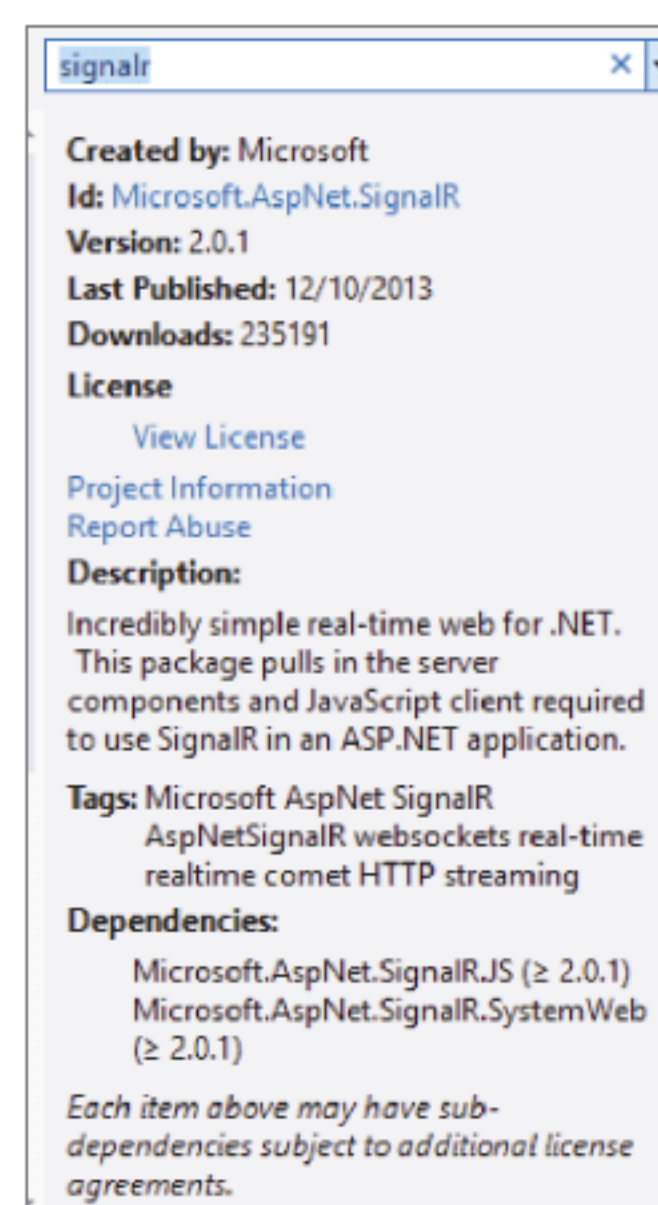 signalr
Created by: Microsoft
Id: Microsoft.AspNet.SignalR
Version: 2.0.1
Last Published: 12/10/2013
Downloads: 235191
License
View License
Project Information
Report Abuse
Description:
Incredibly simple real-time web for .NET.
This package pulls in the server
components and JavaScript client required
to use SignalR in an ASP.NET application.
Tags: Microsoft AspNet SignalR
AspNetSignalR websockets real-time
realtime comet HTTP streaming
Dependencies:
Microsoft.AspNet.SignalR.JS (≥ 2.0.1)
Microsoft.AspNet.SignalR.SystemWeb
(≥ 2.0.1)
Each item above may have sub-
dependencies subject to additional license
agreements.